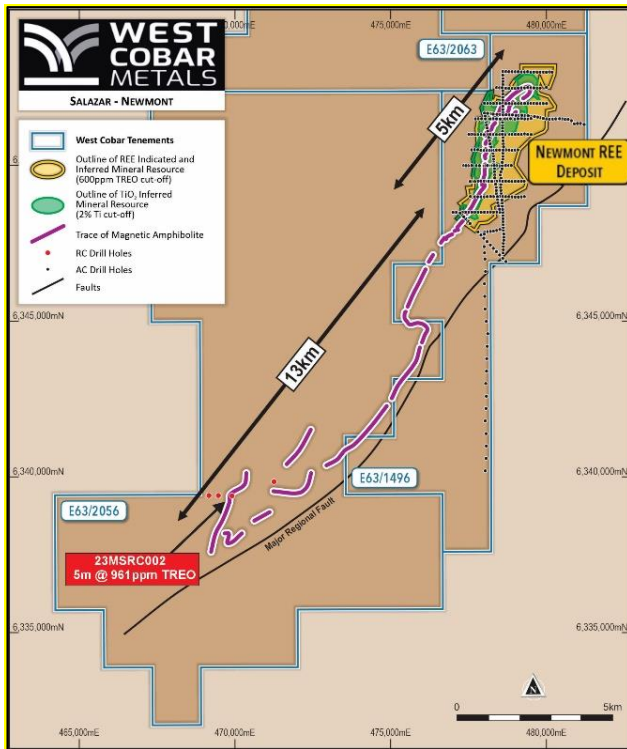 WEST
COBAR
METALS
SALAZAR - NEWMONT
West Cobar Tenements
Outline of REE Indicated and
Inferred Mineral Resource
(600ppm TREO cut-off)
Outline of TiO₂ Inferred
Mineral Resource
(2% Ti cut-off)
Trace of Magnetic Amphibolite
RC Drill Holes
AC Drill Holes
Faults
475,000mE
480,000mE
E63/2063
5km
NEWMONT REE
DEPOSIT
6,345,000mN
6,345,000mN
13km
6,340,000mN
6,340,000mN
E63/2056
E63/1496
Major Regional Fault
23MSRC002
5m @ 961ppm TREO
6,335,000mN
6,335,000mN
0
5km
465,000mE
470,000mE
475,000mE
480,000mE